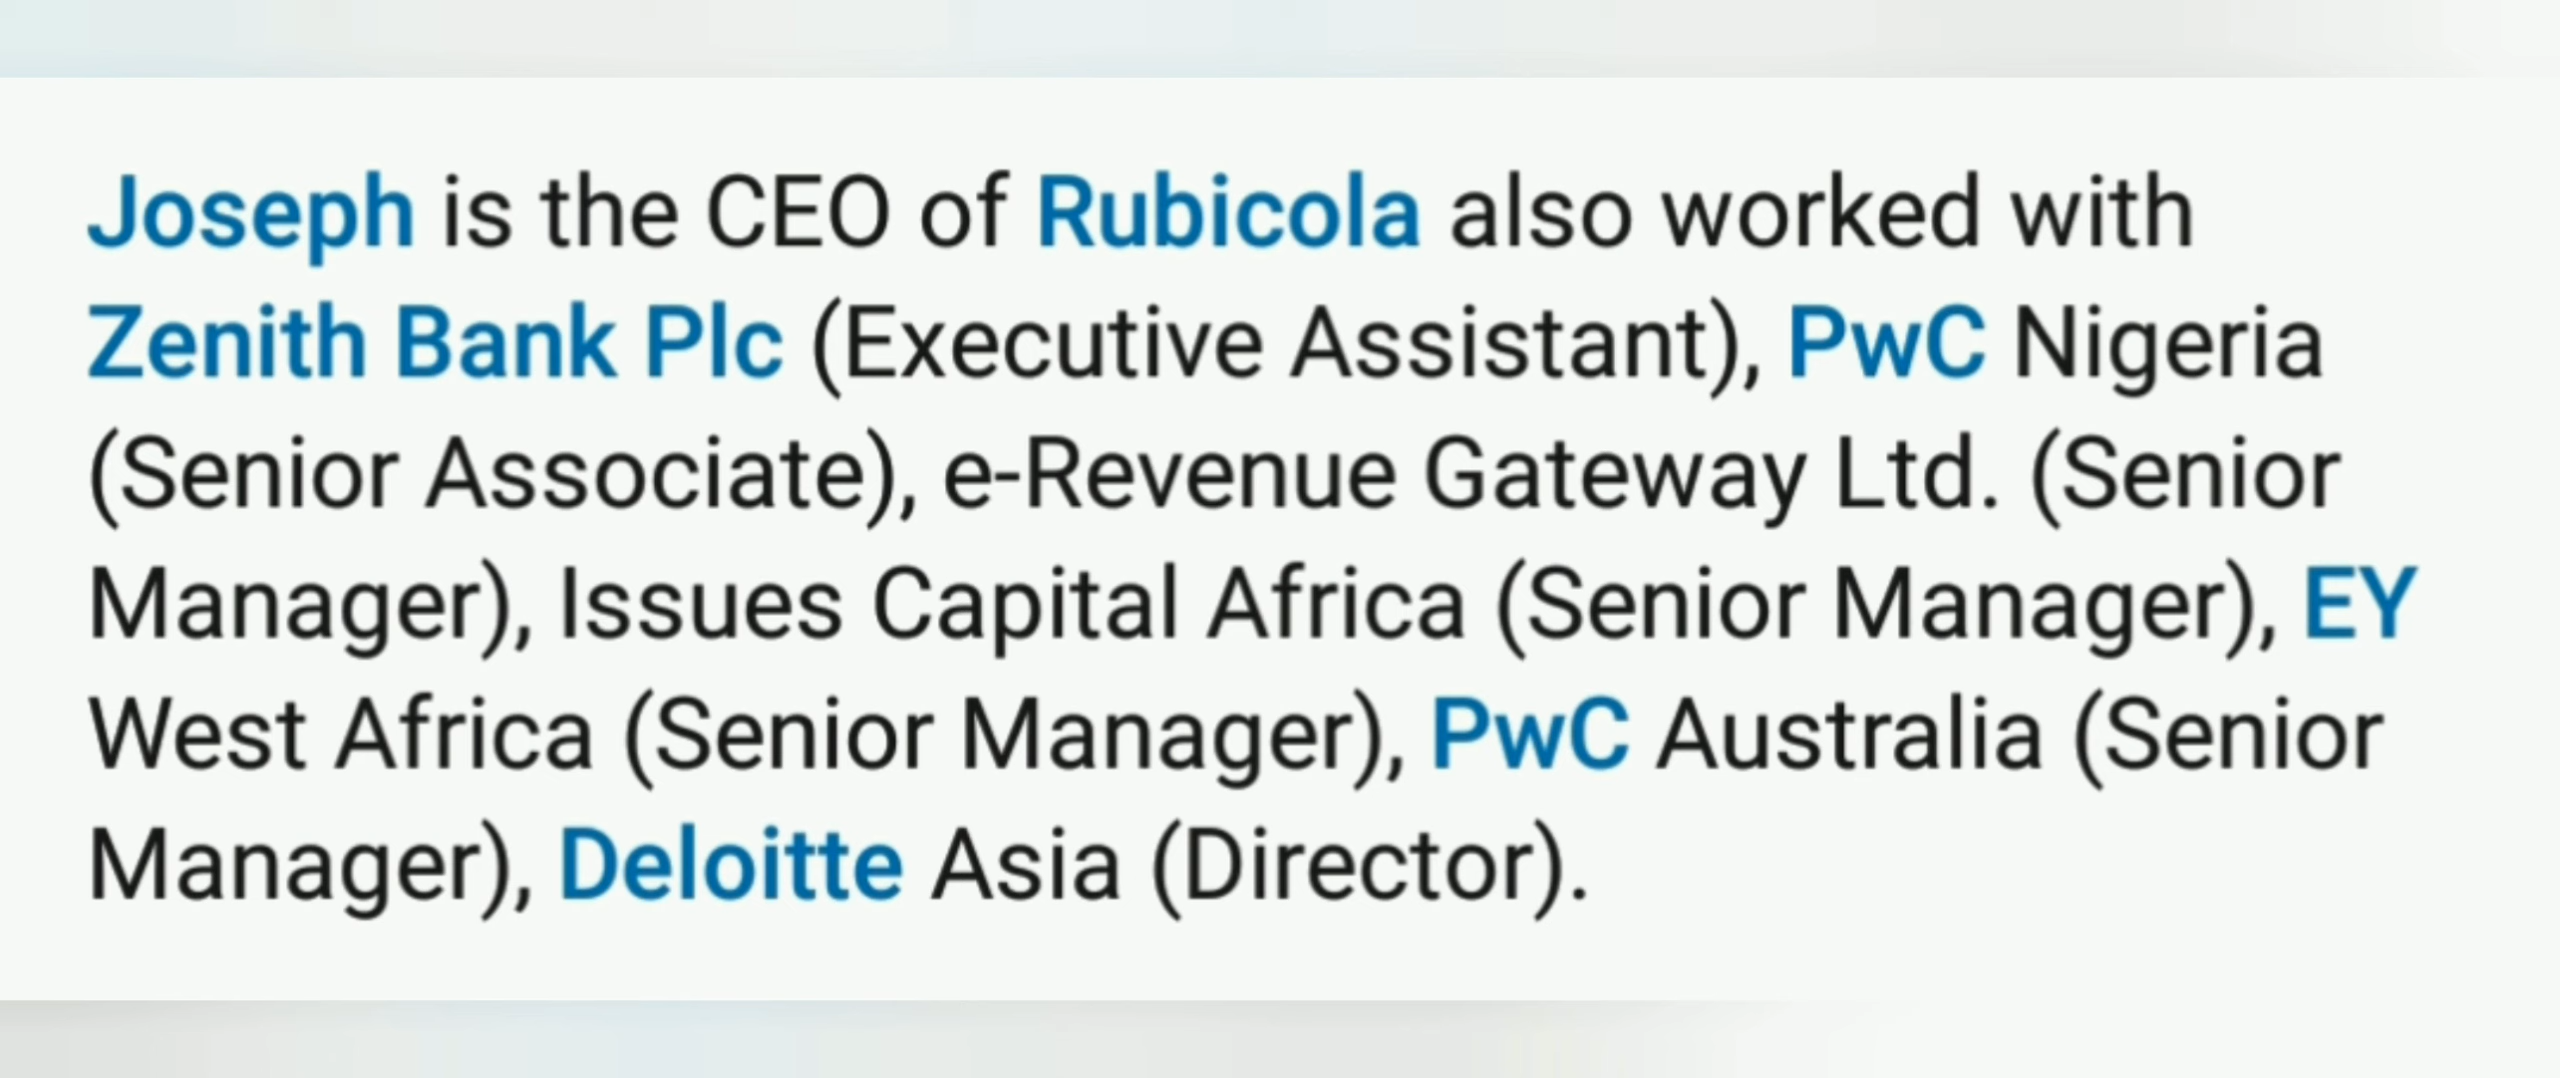 Joseph is the CEO of Rubicola also worked with
Zenith Bank Plc (Executive Assistant), PwC Nigeria
(Senior Associate), e-Revenue Gateway Ltd. (Senior
Manager), Issues Capital Africa (Senior Manager), EY
West Africa (Senior Manager), PwC Australia (Senior
Manager), Deloitte Asia (Director).